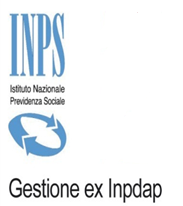 INPS
Istituto Nazionale
Previdenza Sociale
Gestione ex Inpdap